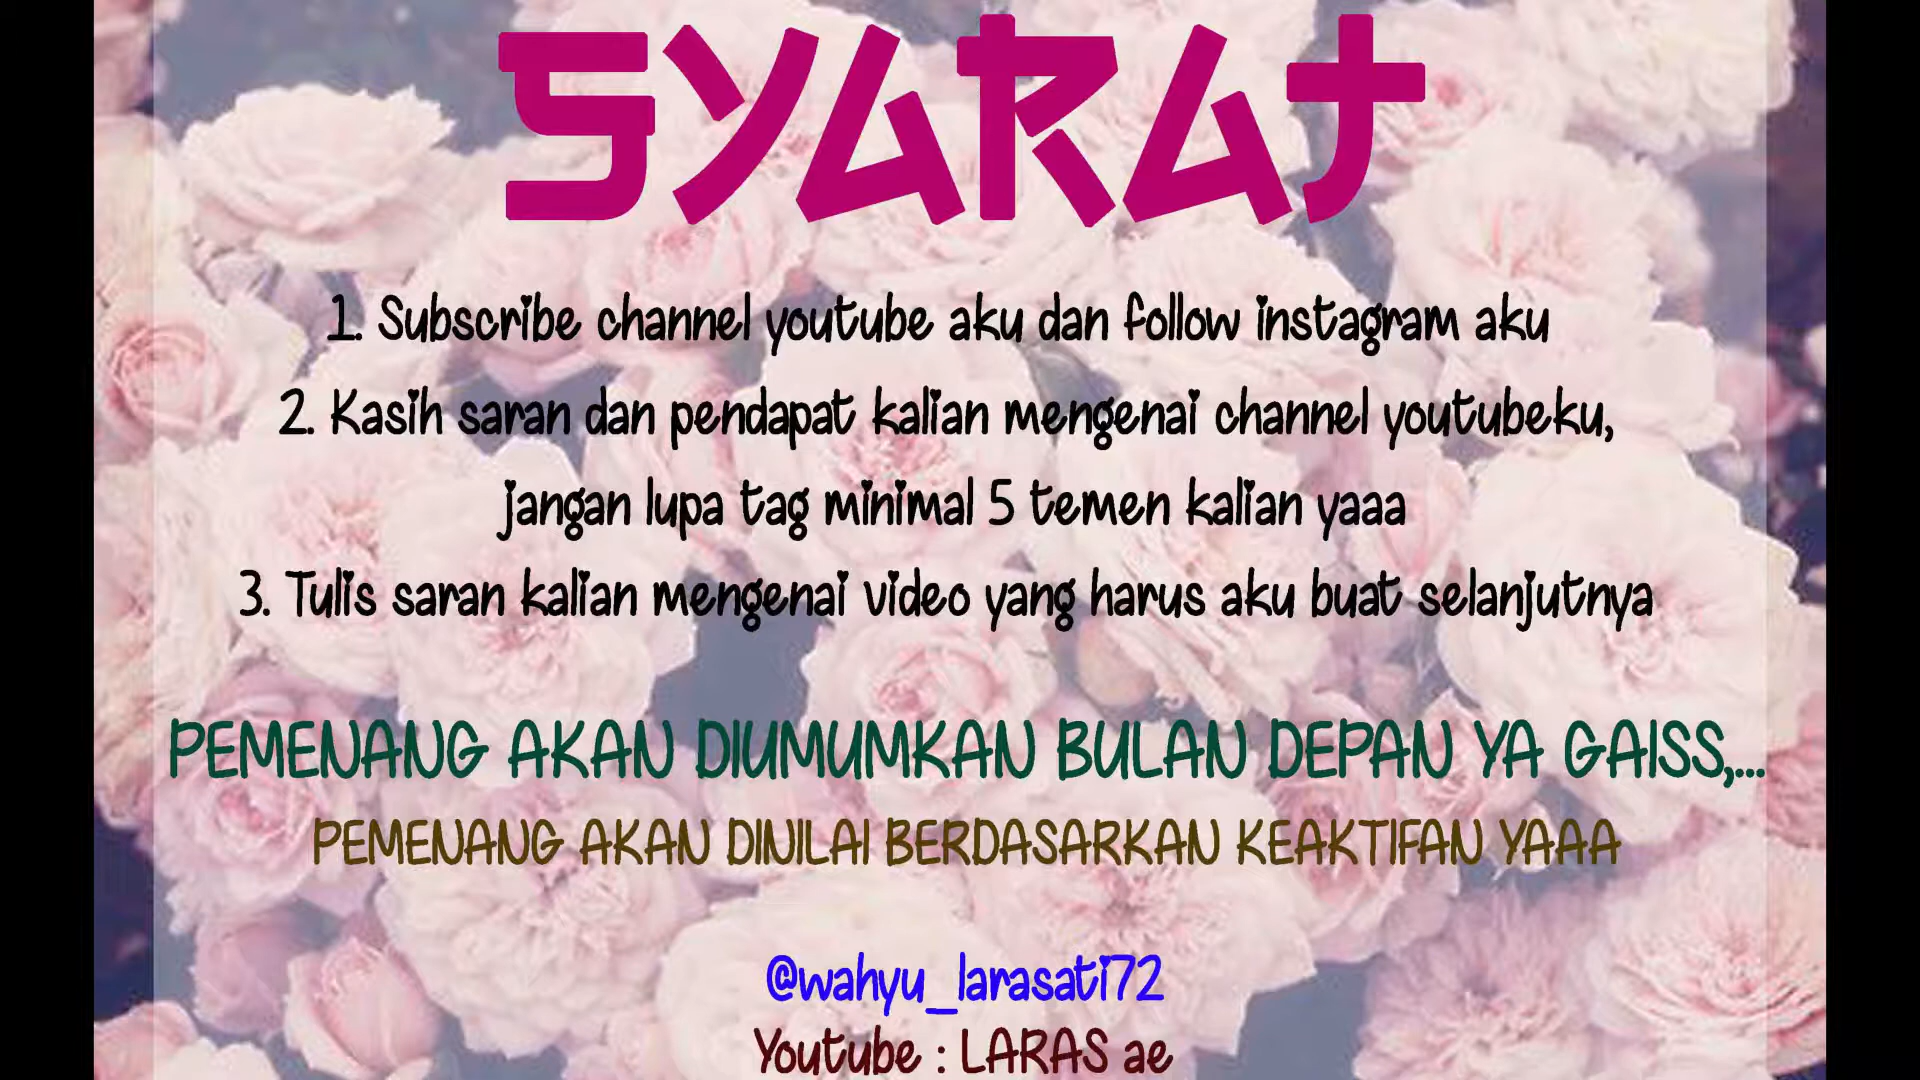 SYARAT
1. Subscribe channel youtube aku dan follow instagram aku
2. Kasih saran dan pendapat kalian mengenai channel youtubeku,
jangan lupa tag minimal 5 temen kalian yaaa
3. Tulis saran kalian mengenai video yang harus aku buat selanjutnya
PEMENANG AKAN DIUMUMKAN BULAN DEPAN YA GAISS,...
PEMENANG AKAN DINILAI BERDASARKAN KEAKTIFAN YAAA
@wahyu_larasati72
Youtube : LARAS ae